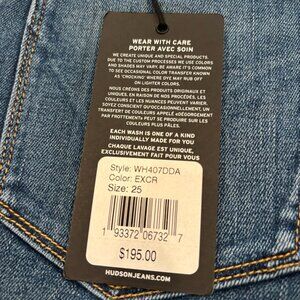 WEAR WITH CARE
PORTER AVEC SOIN
WE CREATE UNIQUE AND SPECIAL PRODUCTS.
DUE TO THE CUSTOM PROCESSES WE USE COLORS
AND SHADES MAY VARY. BE AWARE IT'S COMMON
TO SEE OCCASIONAL COLOR TRANSFER KNOWN
AS 'CROCKING' WHERE DYE MAY RUB OFF
ON LIGHTER COLORS.
NOUS CRÉONS DES PRODUITS ORIGINAUX ET
UNIQUES. EN RAISON DE NOS PROCÉDÉS, LES
COULEURS ET LES NUANCES PEUVENT VARIER.
SOYEZ CONSCIENT QU'OCCASIONNELLEMENT,
UN TRANSFERT DE COULEUR APPELÉ «DÉGORGEMENT
PAR FROTTEMENT» PEUT SE PRODUIRE SUR LES
COULEURS PLUS PÂLES.
EACH WASH IS ONE OF A KIND
INDIVIDUALLY MADE FOR YOU
CHAQUE LAVAGE EST UNIQUE,
EXCLUSIVEMENT FAIT POUR VOUS
Style: WH407DDA
Color: EXCR
Size: 25
1 93372 06732 7
$195.00
HUDSONJEANS.COM